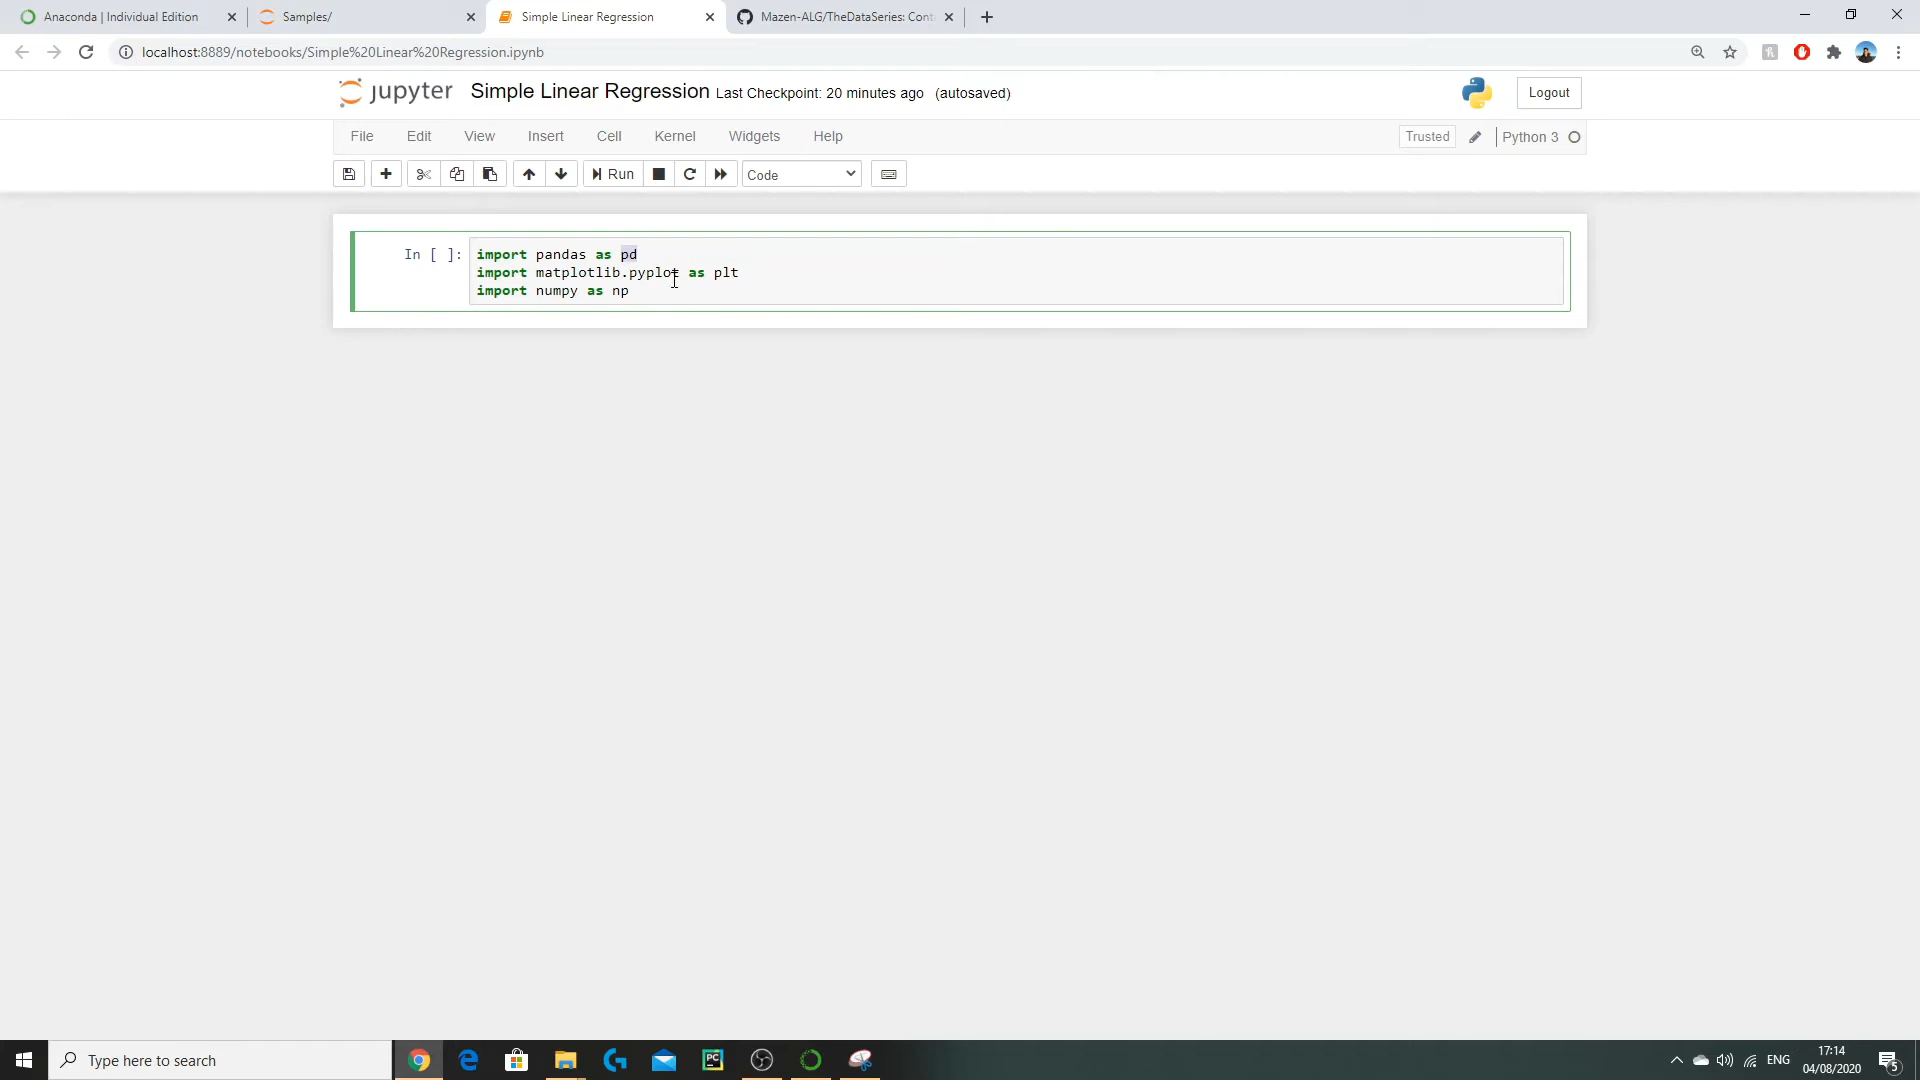 Anaconda | Individual Edition
Samples/
Simple Linear Regression
Mazen-ALG/TheDataSeries: Cont
localhost:8889/notebooks/Simple%20Linear%20Regression.ipynb
jupyter Simple Linear Regression Last Checkpoint: 20 minutes ago (autosaved)
Logout
File Edit View Insert Cell Kernel Widgets Help
Trusted
Python 3
Run
Code
In [ ]: import pandas as pd
import matplotlib.pyplot as plt
import numpy as np
Type here to search
PC
ENG
17:14
04/08/2020
5